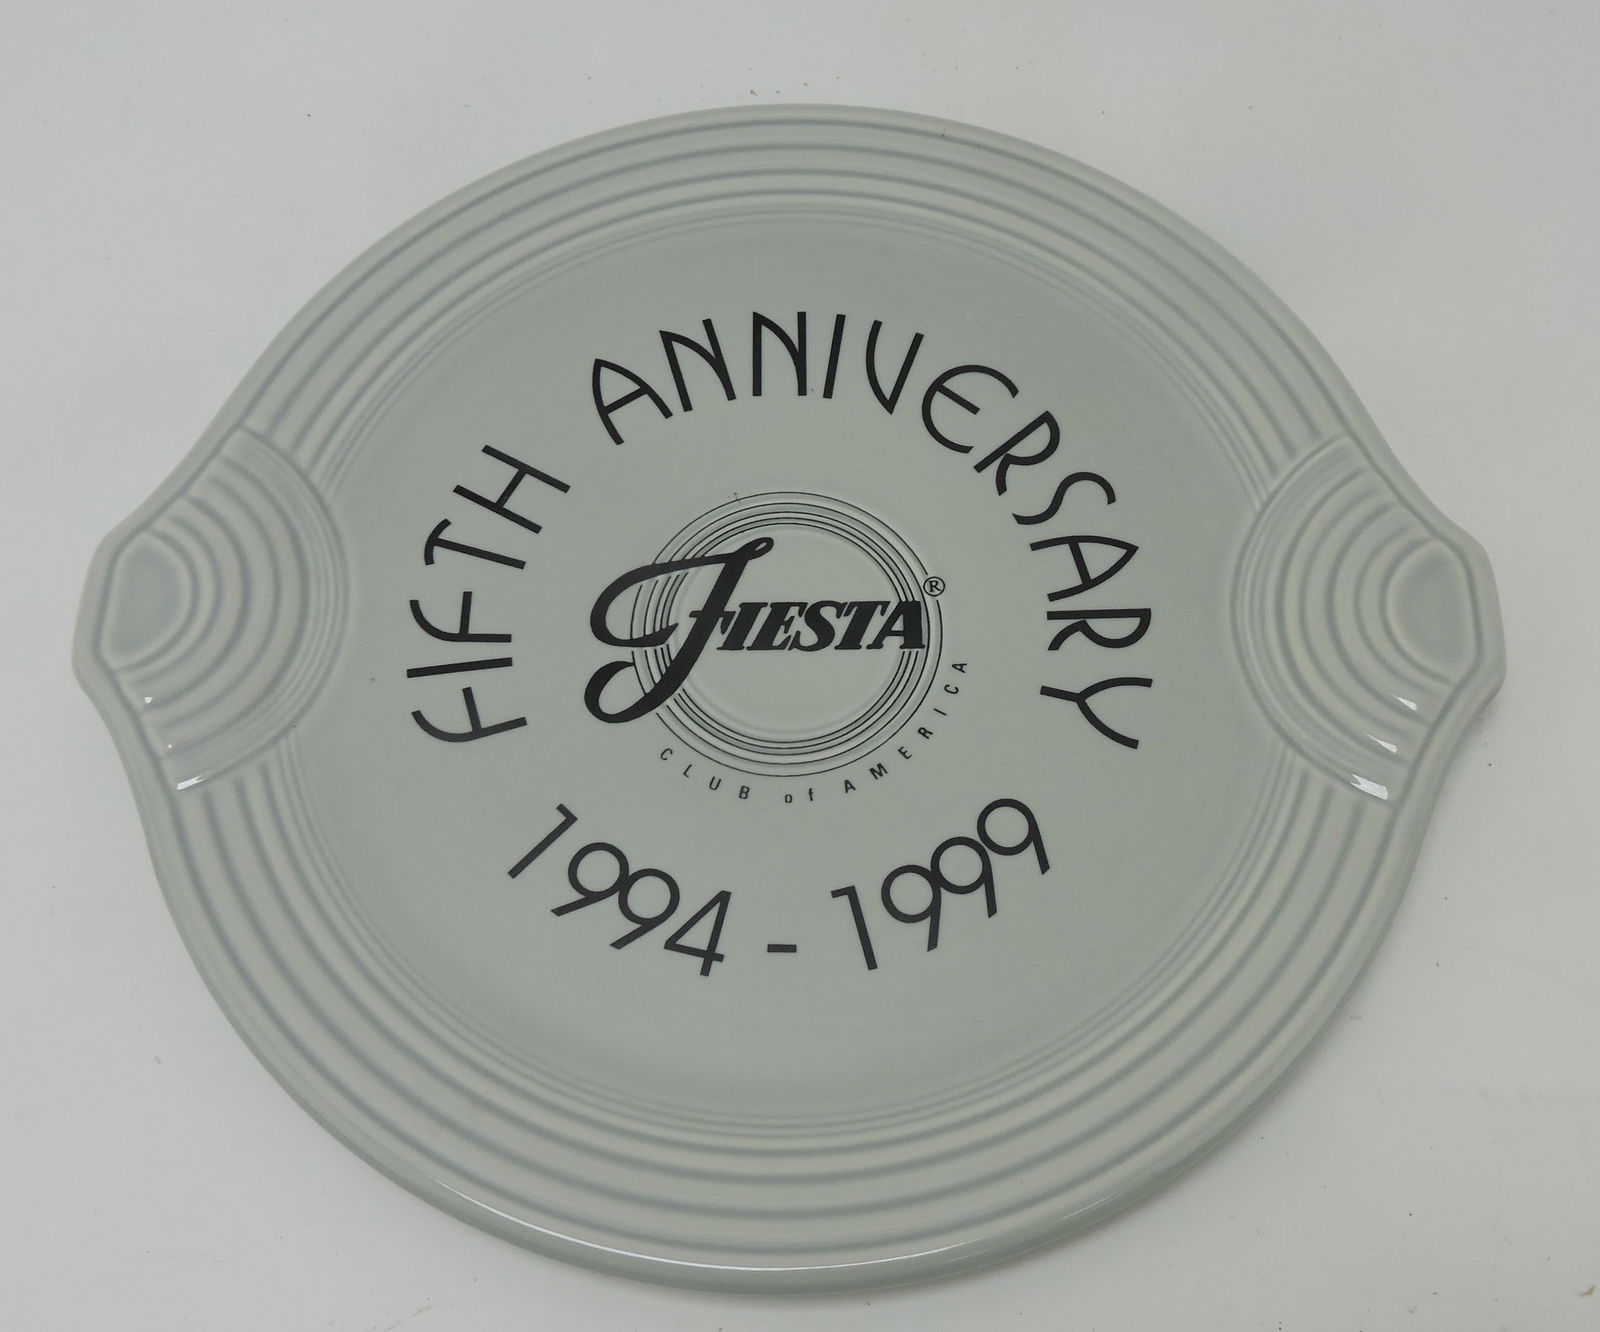 FIFTH ANNIVERSARY
FIESTA®
CLUB of AMERICA
1994 - 1999